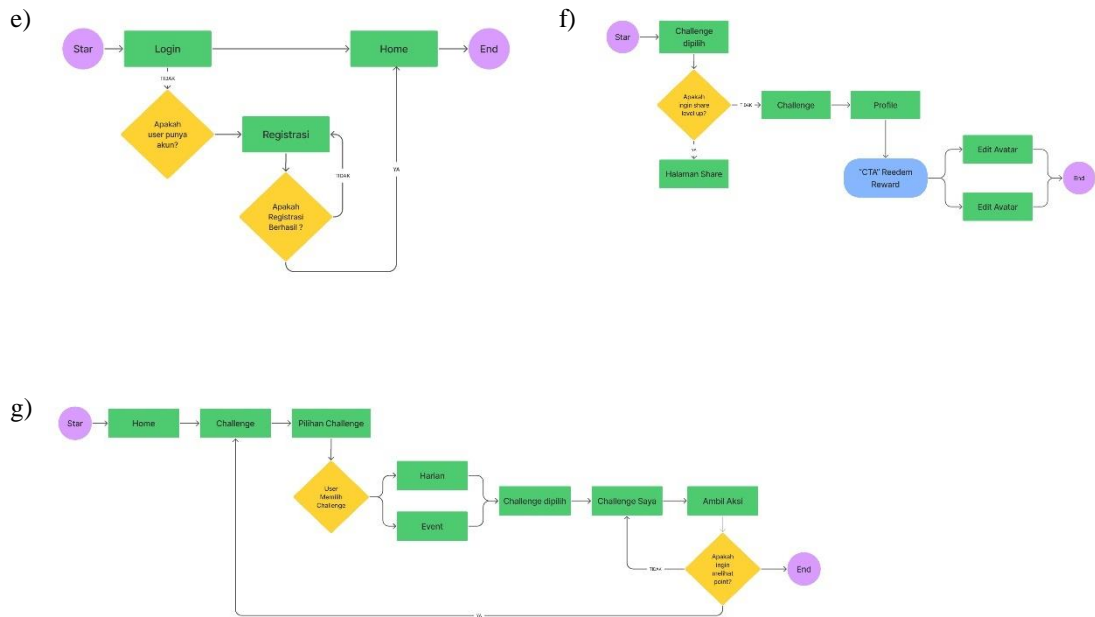 e)
Star
Login
Home
End
TIDAK
Apakah
user punya
akun?
Registrasi
TIDAK
YA
Apakah
Registrasi
Berhasil ?
f)
Star
Challenge
dipilih
Apakah
ingin share
level up?
TIDAK
Challenge
Profile
YA
Halaman Share
"CTA" Reedem
Reward
Edit Avatar
Edit Avatar
End
g)
Star
Home
Challenge
Pilihan Challenge
User
Memilih
Challenge
Harian
Event
Challenge dipilih
Challenge Saya
Ambil Aksi
Apakah
ingin
melihat
point?
TIDAK
End
YA